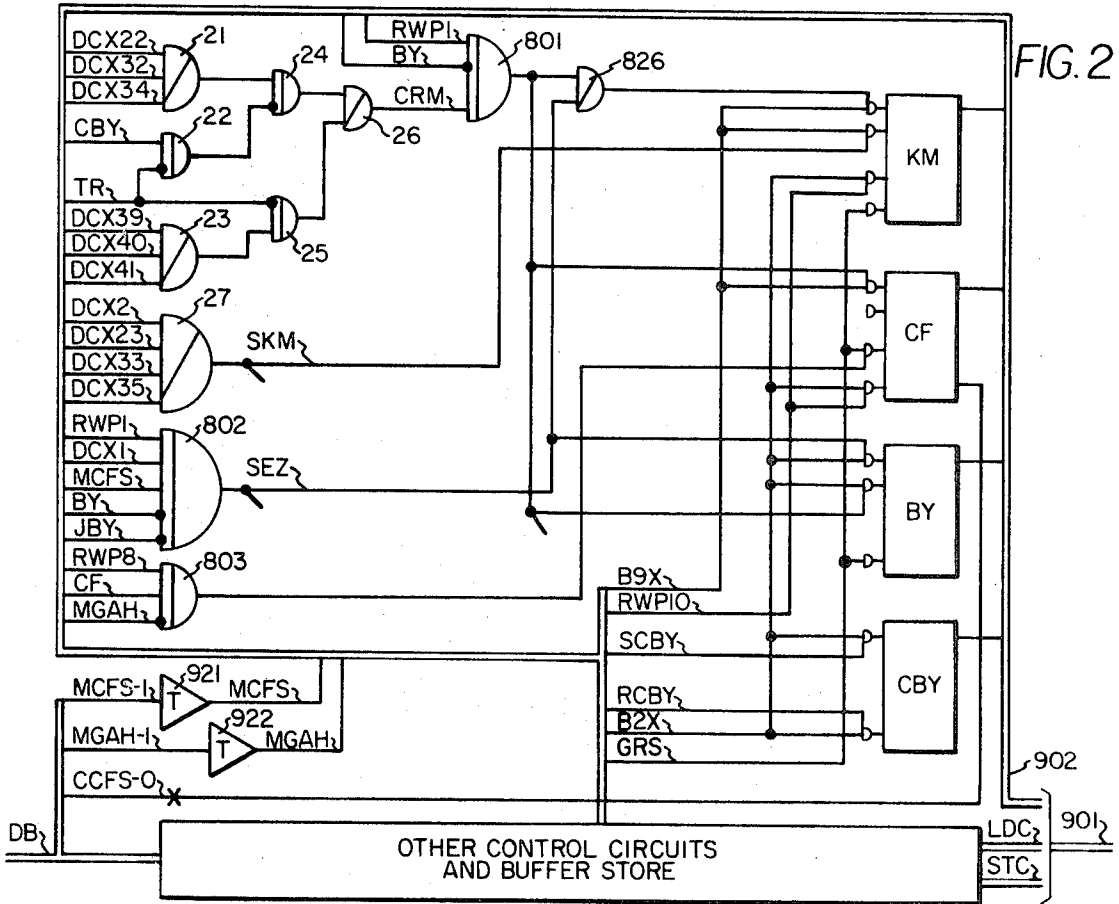 FIG. 2
DCX22
DCX32
DCX34
21
24
RWP1
BY
801
826
CBY
22
26
CRM
KM
TR
DCX39
DCX40
DCX41
23
25
DCX2
DCX23
DCX33
DCX35
27
SKM
CF
RWP1
DCX1
MCFS
BY
JBY
802
SEZ
BY
RWP8
CF
MGAH
803
B9X
RWP10
SCBY
RCBY
B2X
GRS
CBY
MCFS-1
921
T
MCFS
MGAH-1
922
T
MGAH
CCFS-0
902
DB
OTHER CONTROL CIRCUITS
AND BUFFER STORE
LDC
STC
901